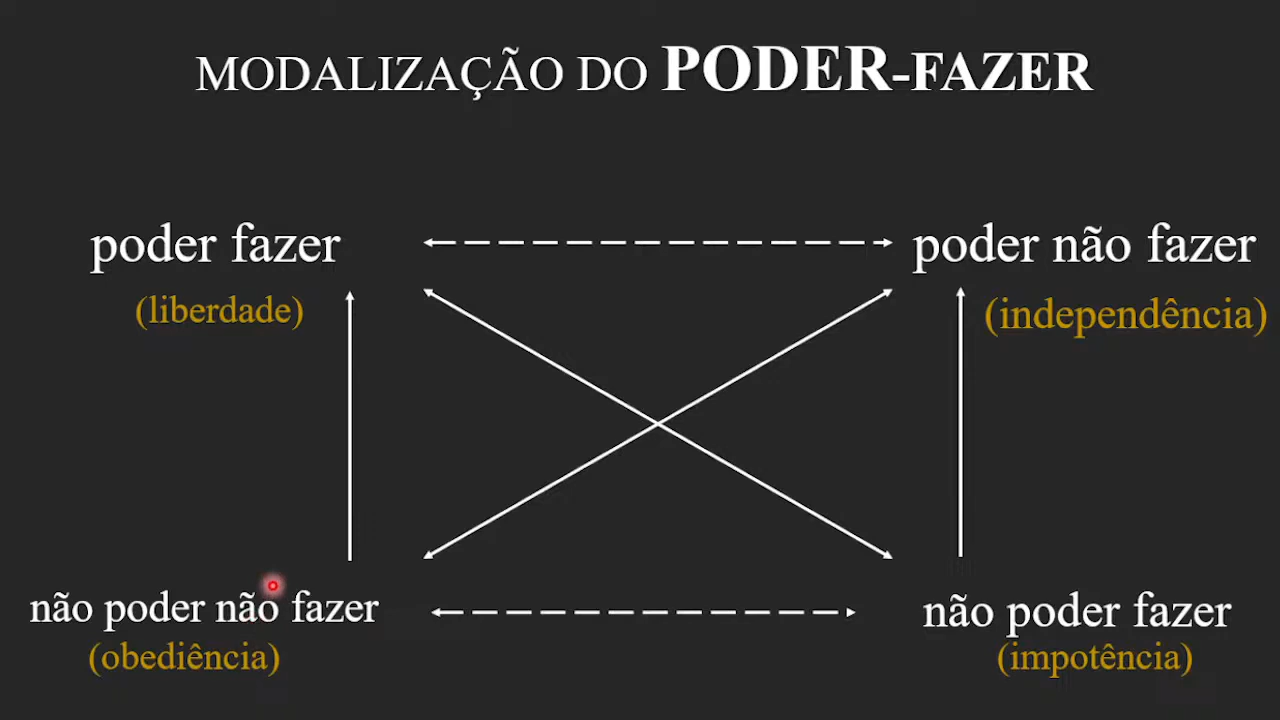 MODALIZAÇÃO DO PODER-FAZER
poder fazer
poder não fazer
(liberdade)
(independência)
não poder não fazer
não poder fazer
(obediência)
(impotência)